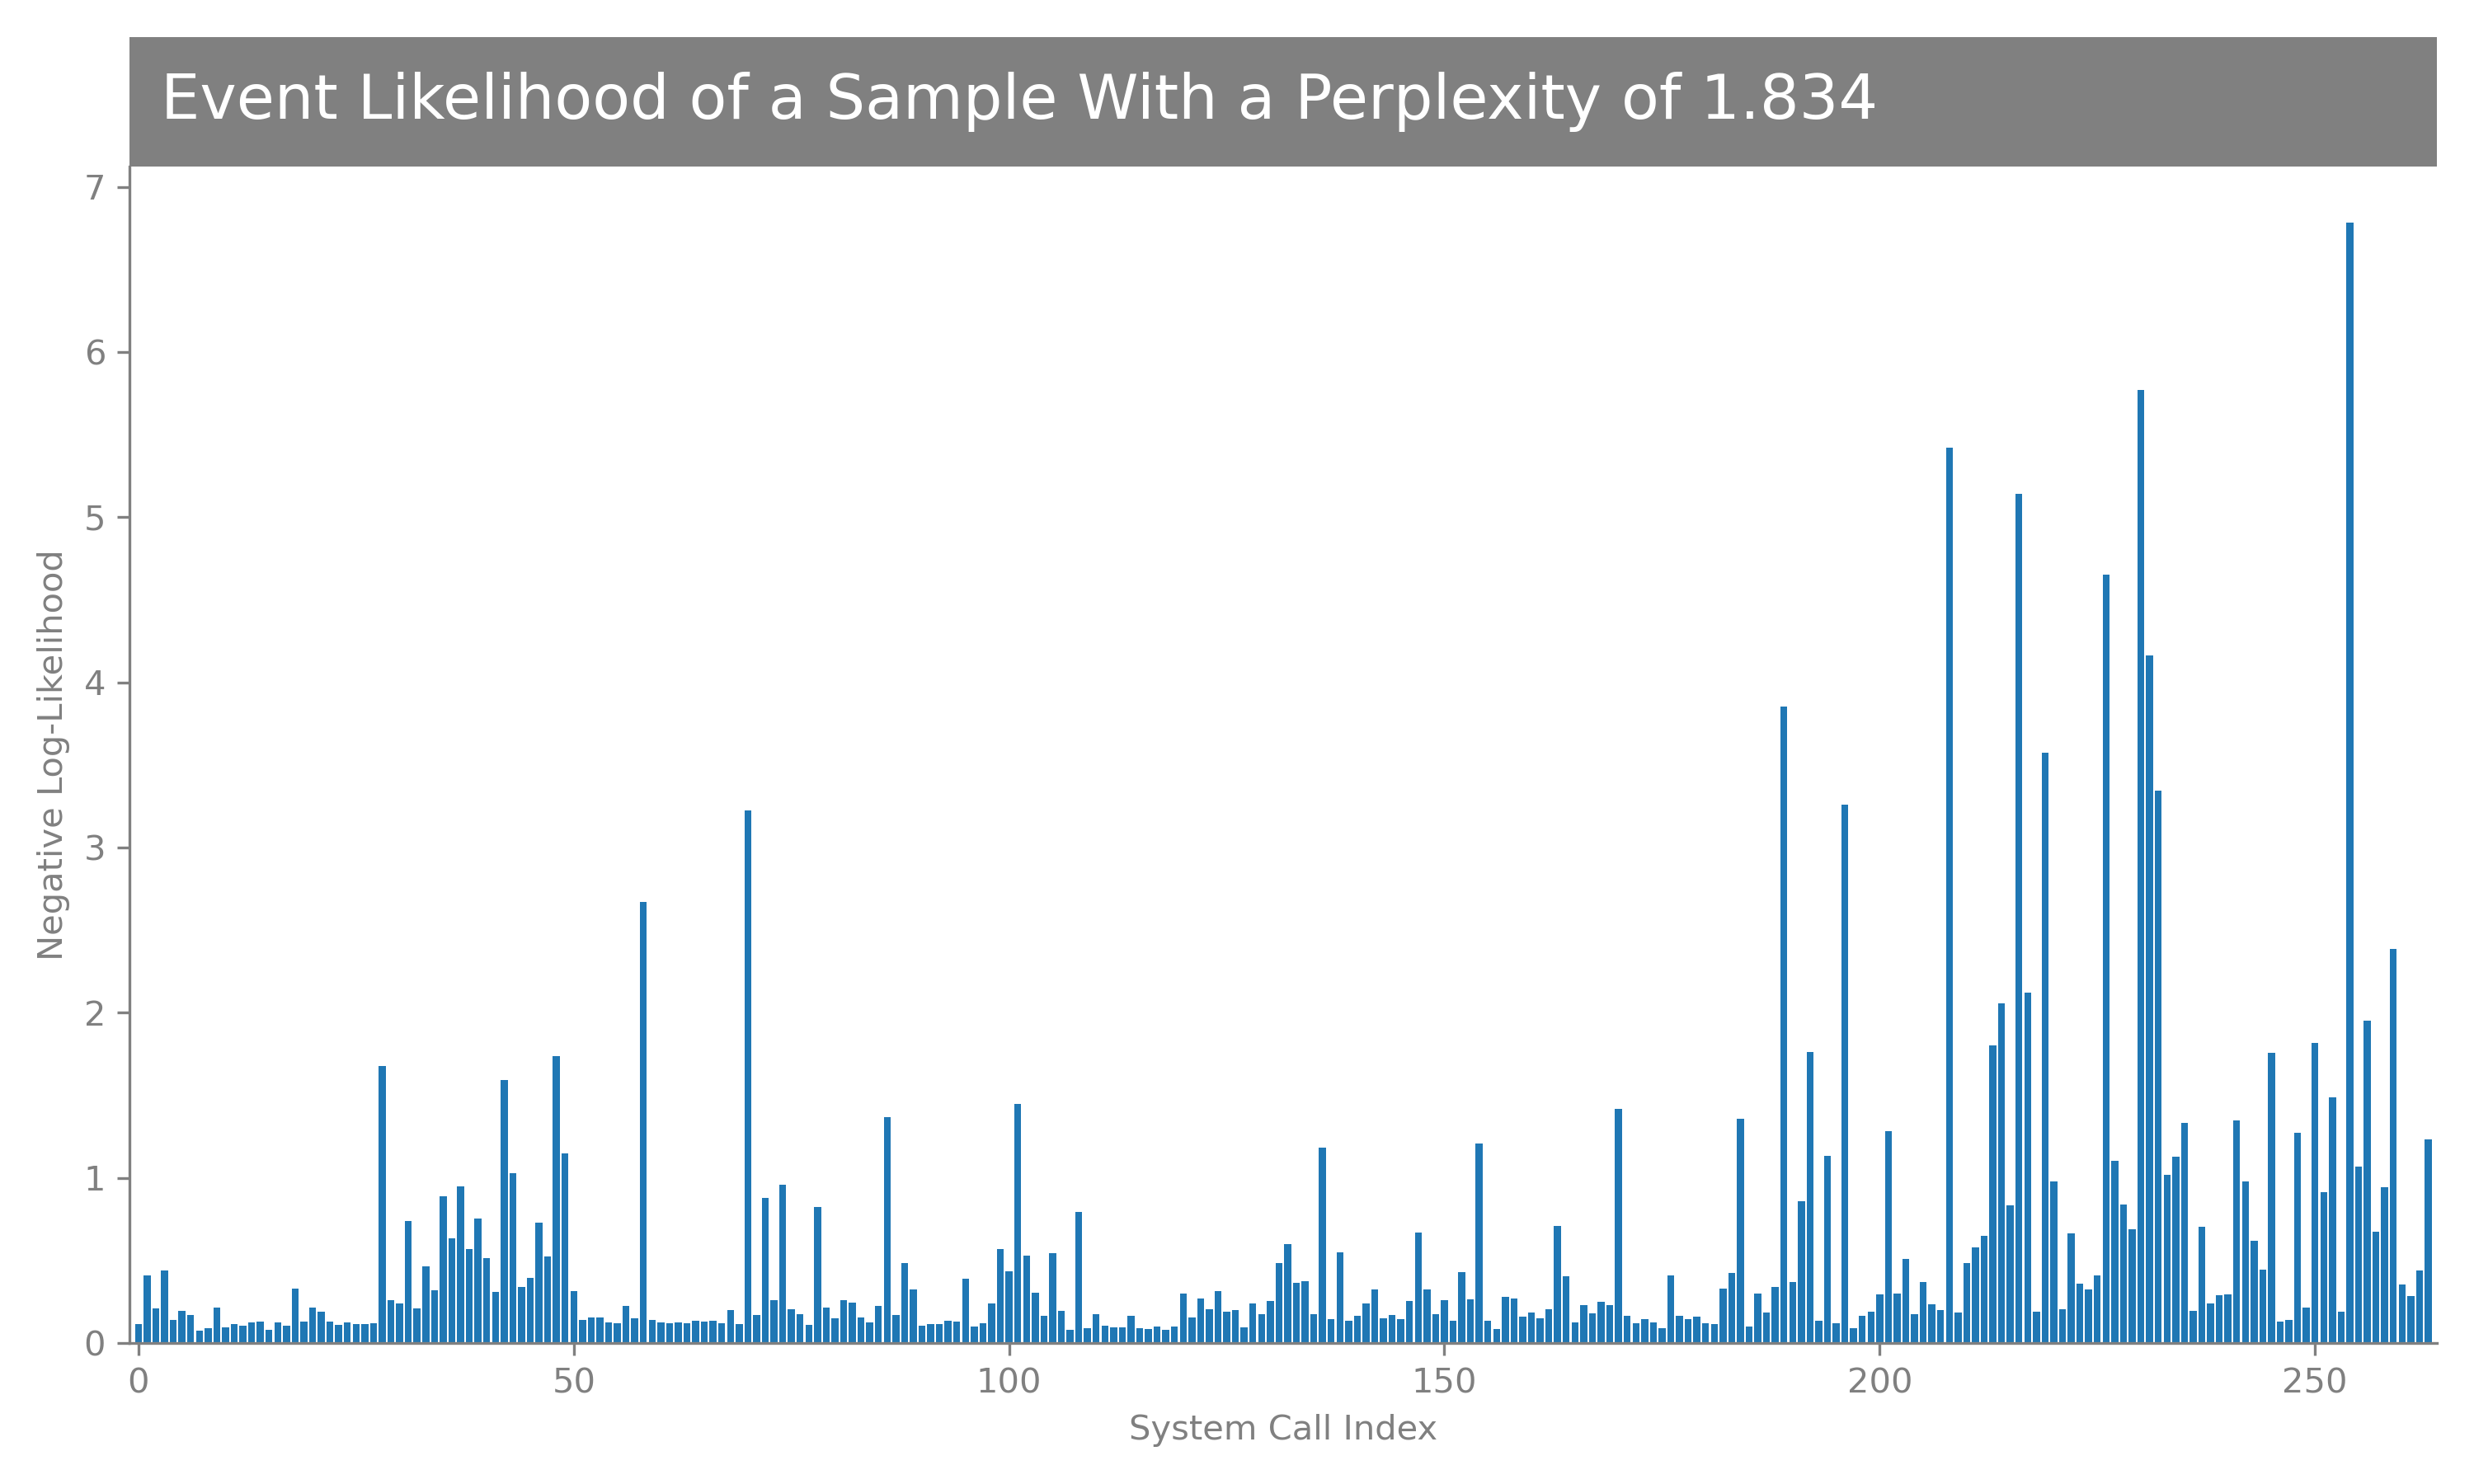 Event Likelihood of a Sample With a Perplexity of 1.834
7
6
5
4
3
2
1
0
Negative Log-Likelihood
0 50 100 150 200 250
System Call Index